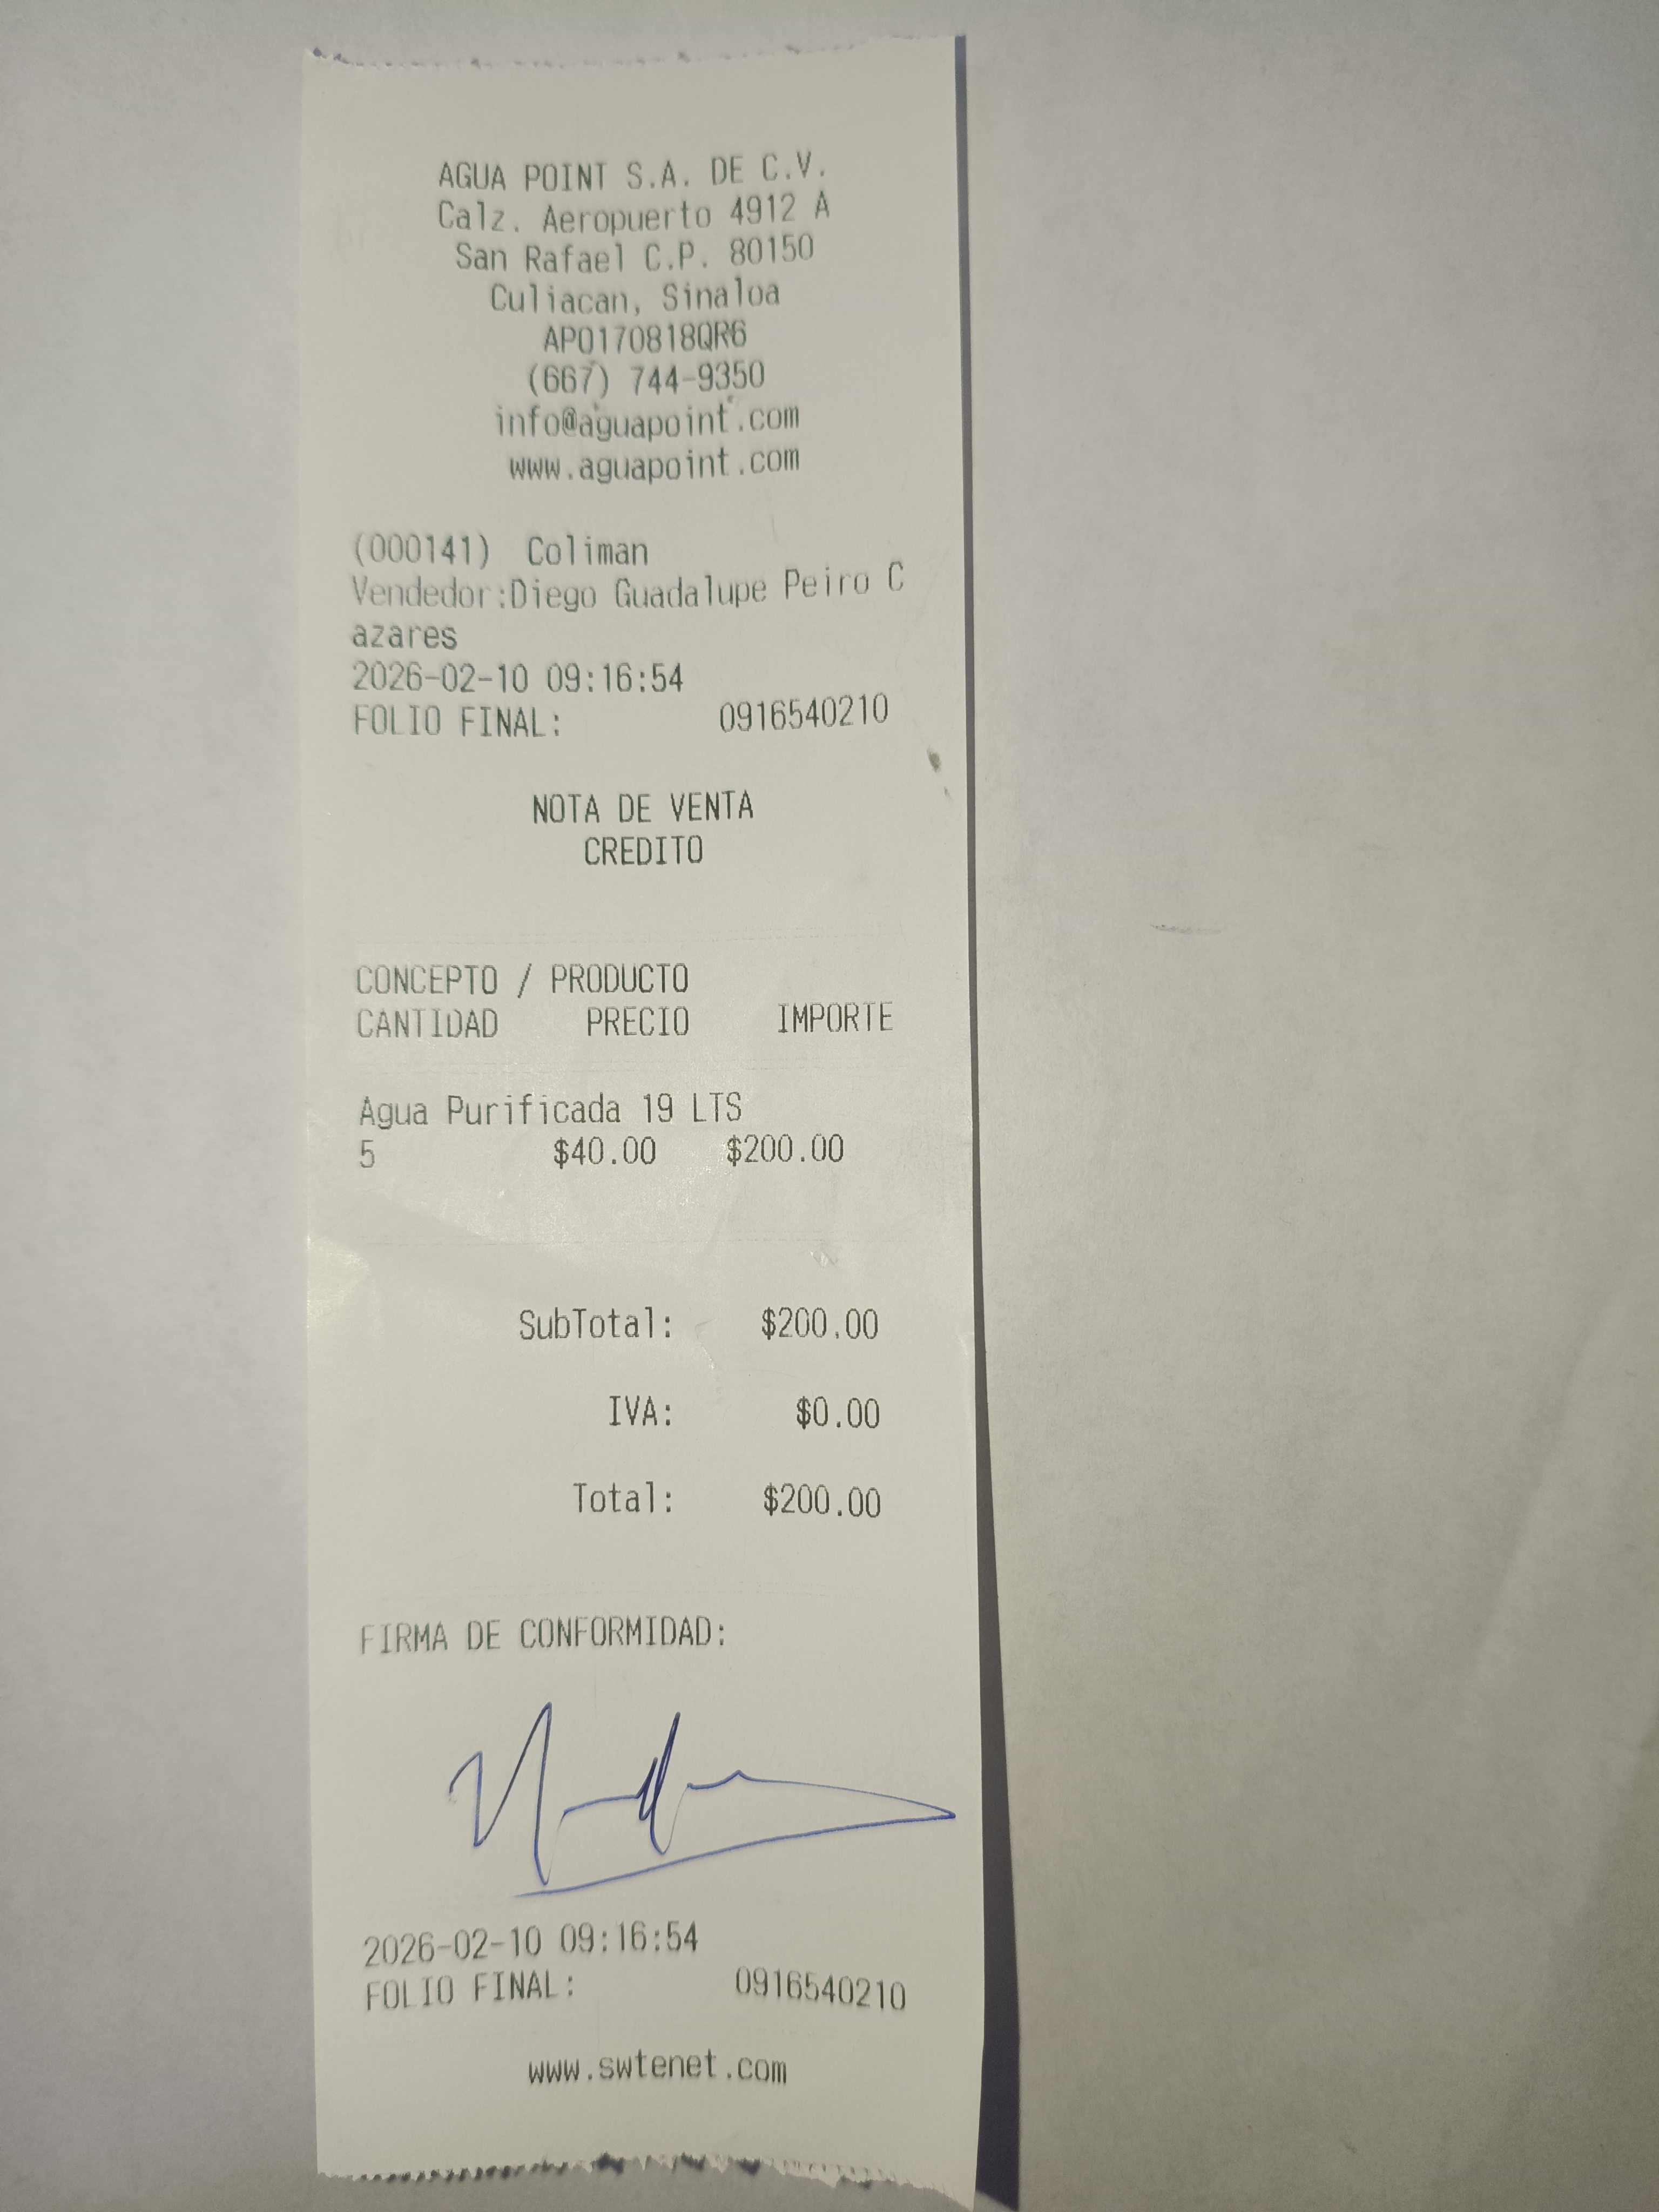 AGUA POINT S.A. DE C.V.
Calz. Aeropuerto 4912 A
San Rafael C.P. 80150
Culiacan, Sinaloa
APO170818QR6
(667) 744-9350
info@aguapoint.com
www.aguapoint.com
(000141) Coliman
Vendedor:Diego Guadalupe Peiro C
azares
2026-02-10 09:16:54
FOLIO FINAL: 0916540210
NOTA DE VENTA
CREDITO
CONCEPTO / PRODUCTO
CANTIDAD PRECIO IMPORTE
Agua Purificada 19 LTS
5 $40.00 $200.00
SubTotal: $200.00
IVA: $0.00
Total: $200.00
FIRMA DE CONFORMIDAD:
2026-02-10 09:16:54
FOLIO FINAL: 0916540210
www.swtenet.com